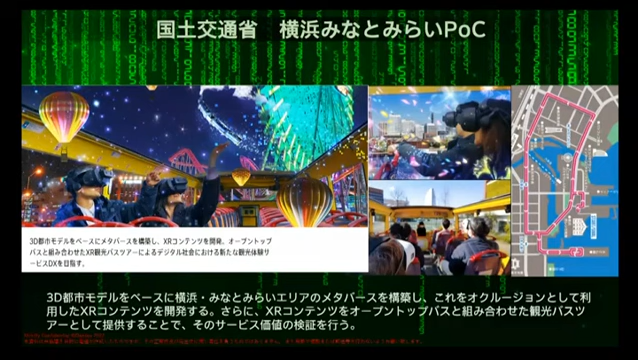 国土交通省　横浜みなとみらいPoC
3D都市モデルをベースにメタバースを構築し、XRコンテンツを開発。オープントップ
バスと組み合わせたXR観光バスツアーによるデジタル社会における新たな観光体験サ
ービスDXを目指す。
3D都市モデルをベースに横浜・みなとみらいエリアのメタバースを構築し、これをオクルージョンとして利
用したXRコンテンツを開発する。さらに、XRコンテンツをオープントップバスと組み合わせた観光バスツ
アーとして提供することで、そのサービス価値の検証を行う。